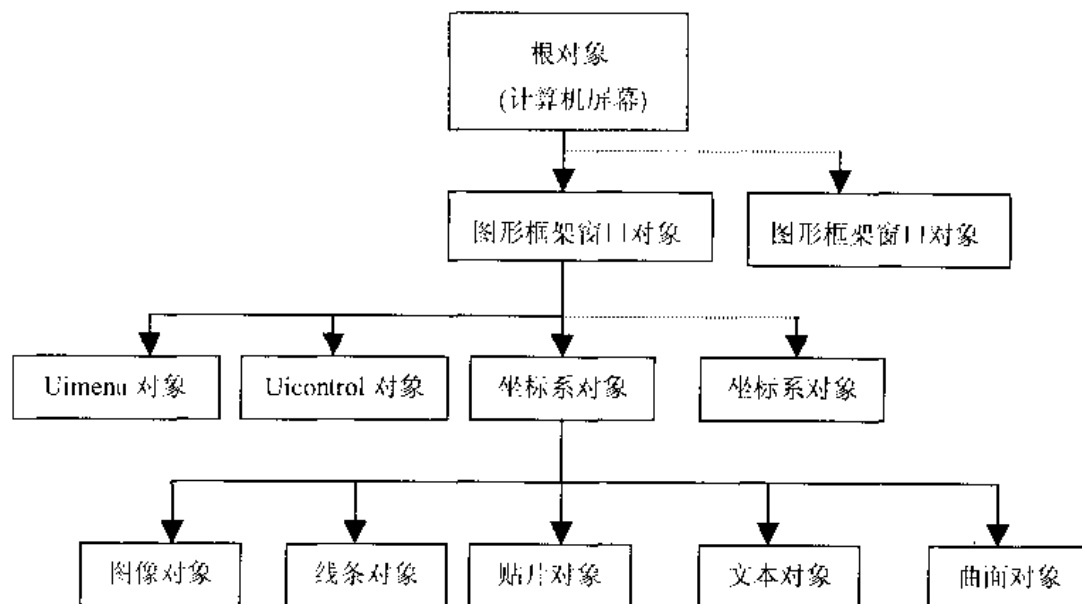 根对象
(计算机屏幕)
图形框架窗口对象
图形框架窗口对象
Uimenu 对象
Uicontrol 对象
坐标系对象
坐标系对象
图像对象
线条对象
贴片对象
文本对象
曲面对象